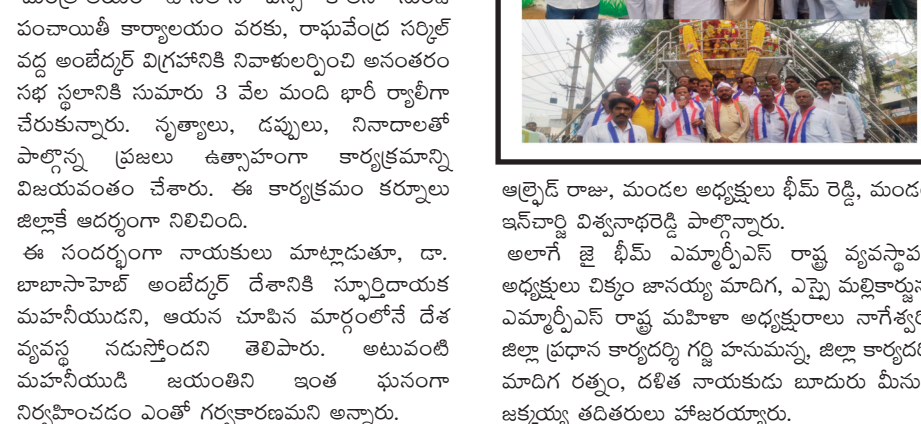 పంచాయితీ కార్యాలయం వరకు, రాఘవేంద్ర సర్కిల్
వద్ద అంబేద్కర్ విగ్రహానికి నివాళులర్పించి అనంతరం
సభ స్థలానికి సుమారు 3 వేల మంది భారీ ర్యాలీగా
చేరుకున్నారు. నృత్యాలు, డప్పులు, నినాదాలతో
పాల్గొన్న ప్రజలు ఉత్సాహంగా కార్యక్రమాన్ని
విజయవంతం చేశారు. ఈ కార్యక్రమం కర్నూలు
జిల్లాకే ఆదర్శంగా నిలిచింది.
ఈ సందర్భంగా నాయకులు మాట్లాడుతూ, డా.
బాబాసాహెబ్ అంబేద్కర్ దేశానికి స్ఫూర్తిదాయక
మహనీయుడని, ఆయన చూపిన మార్గంలోనే దేశ
వ్యవస్థ నడుస్తోందని తెలిపారు. అటువంటి
మహనీయుడి జయంతిని ఇంత ఘనంగా
నిర్వహించడం ఎంతో గర్వకారణమని అన్నారు.
ఆల్ఫ్రెడ్ రాజు, మండల అధ్యక్షులు భీమ్ రెడ్డి,
ఇన్‌చార్జి విశ్వనాథరెడ్డి పాల్గొన్నారు.
అలాగే జై భీమ్ ఎమ్మార్పీఎస్ రాష్ట్ర
అధ్యక్షులు చిక్కం జానయ్య మాదిగ, ఎస్సై
ఎమ్మార్పీఎస్ రాష్ట్ర మహిళా అధ్యక్షురాలు
జిల్లా ప్రధాన కార్యదర్శి గర్జి హనుమన్న, జిల్లా
మాదిగ రత్నం, దళిత నాయకుడు బూదురు
జక్కయ్య తదితరులు హాజరయ్యారు.